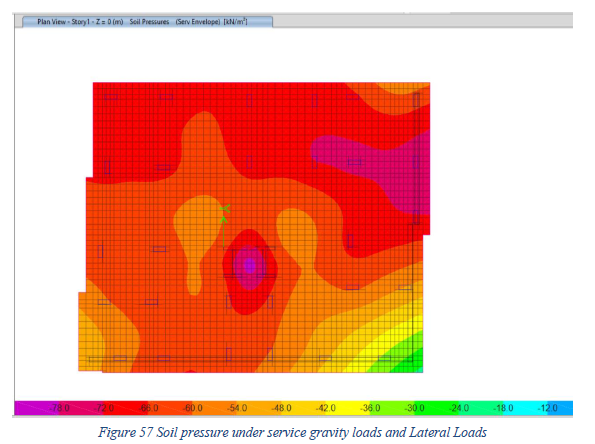 Plan View - Story1 - Z = 0 (m) Soil Pressures (Serv Envelope) [kN/m²]
-78.0 -72.0 -66.0 -60.0 -54.0 -48.0 -42.0 -36.0 -30.0 -24.0 -18.0 -12.0
Figure 57 Soil pressure under service gravity loads and Lateral Loads